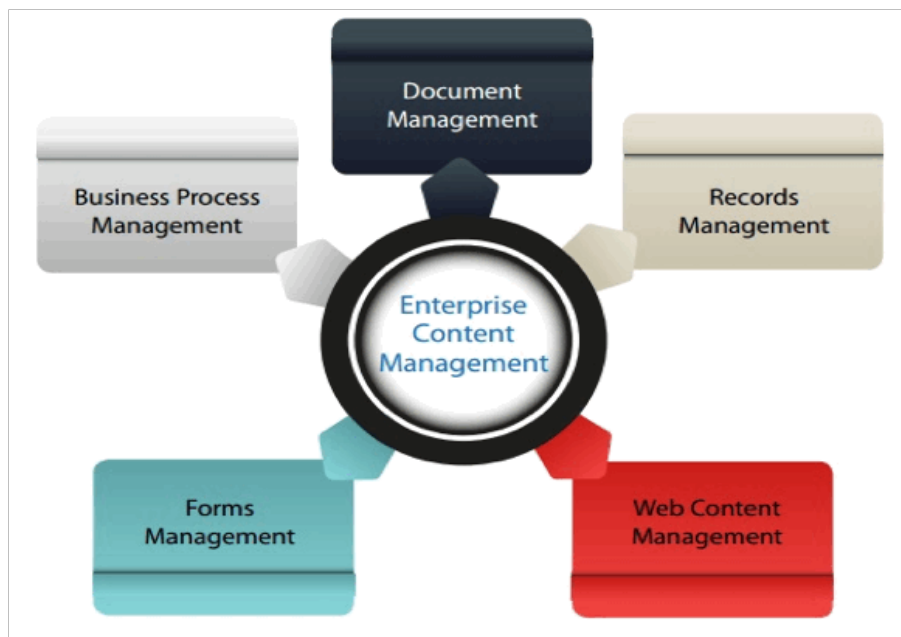 Document
Management
Business Process
Management
Records
Management
Enterprise
Content
Management
Forms
Management
Web Content
Management